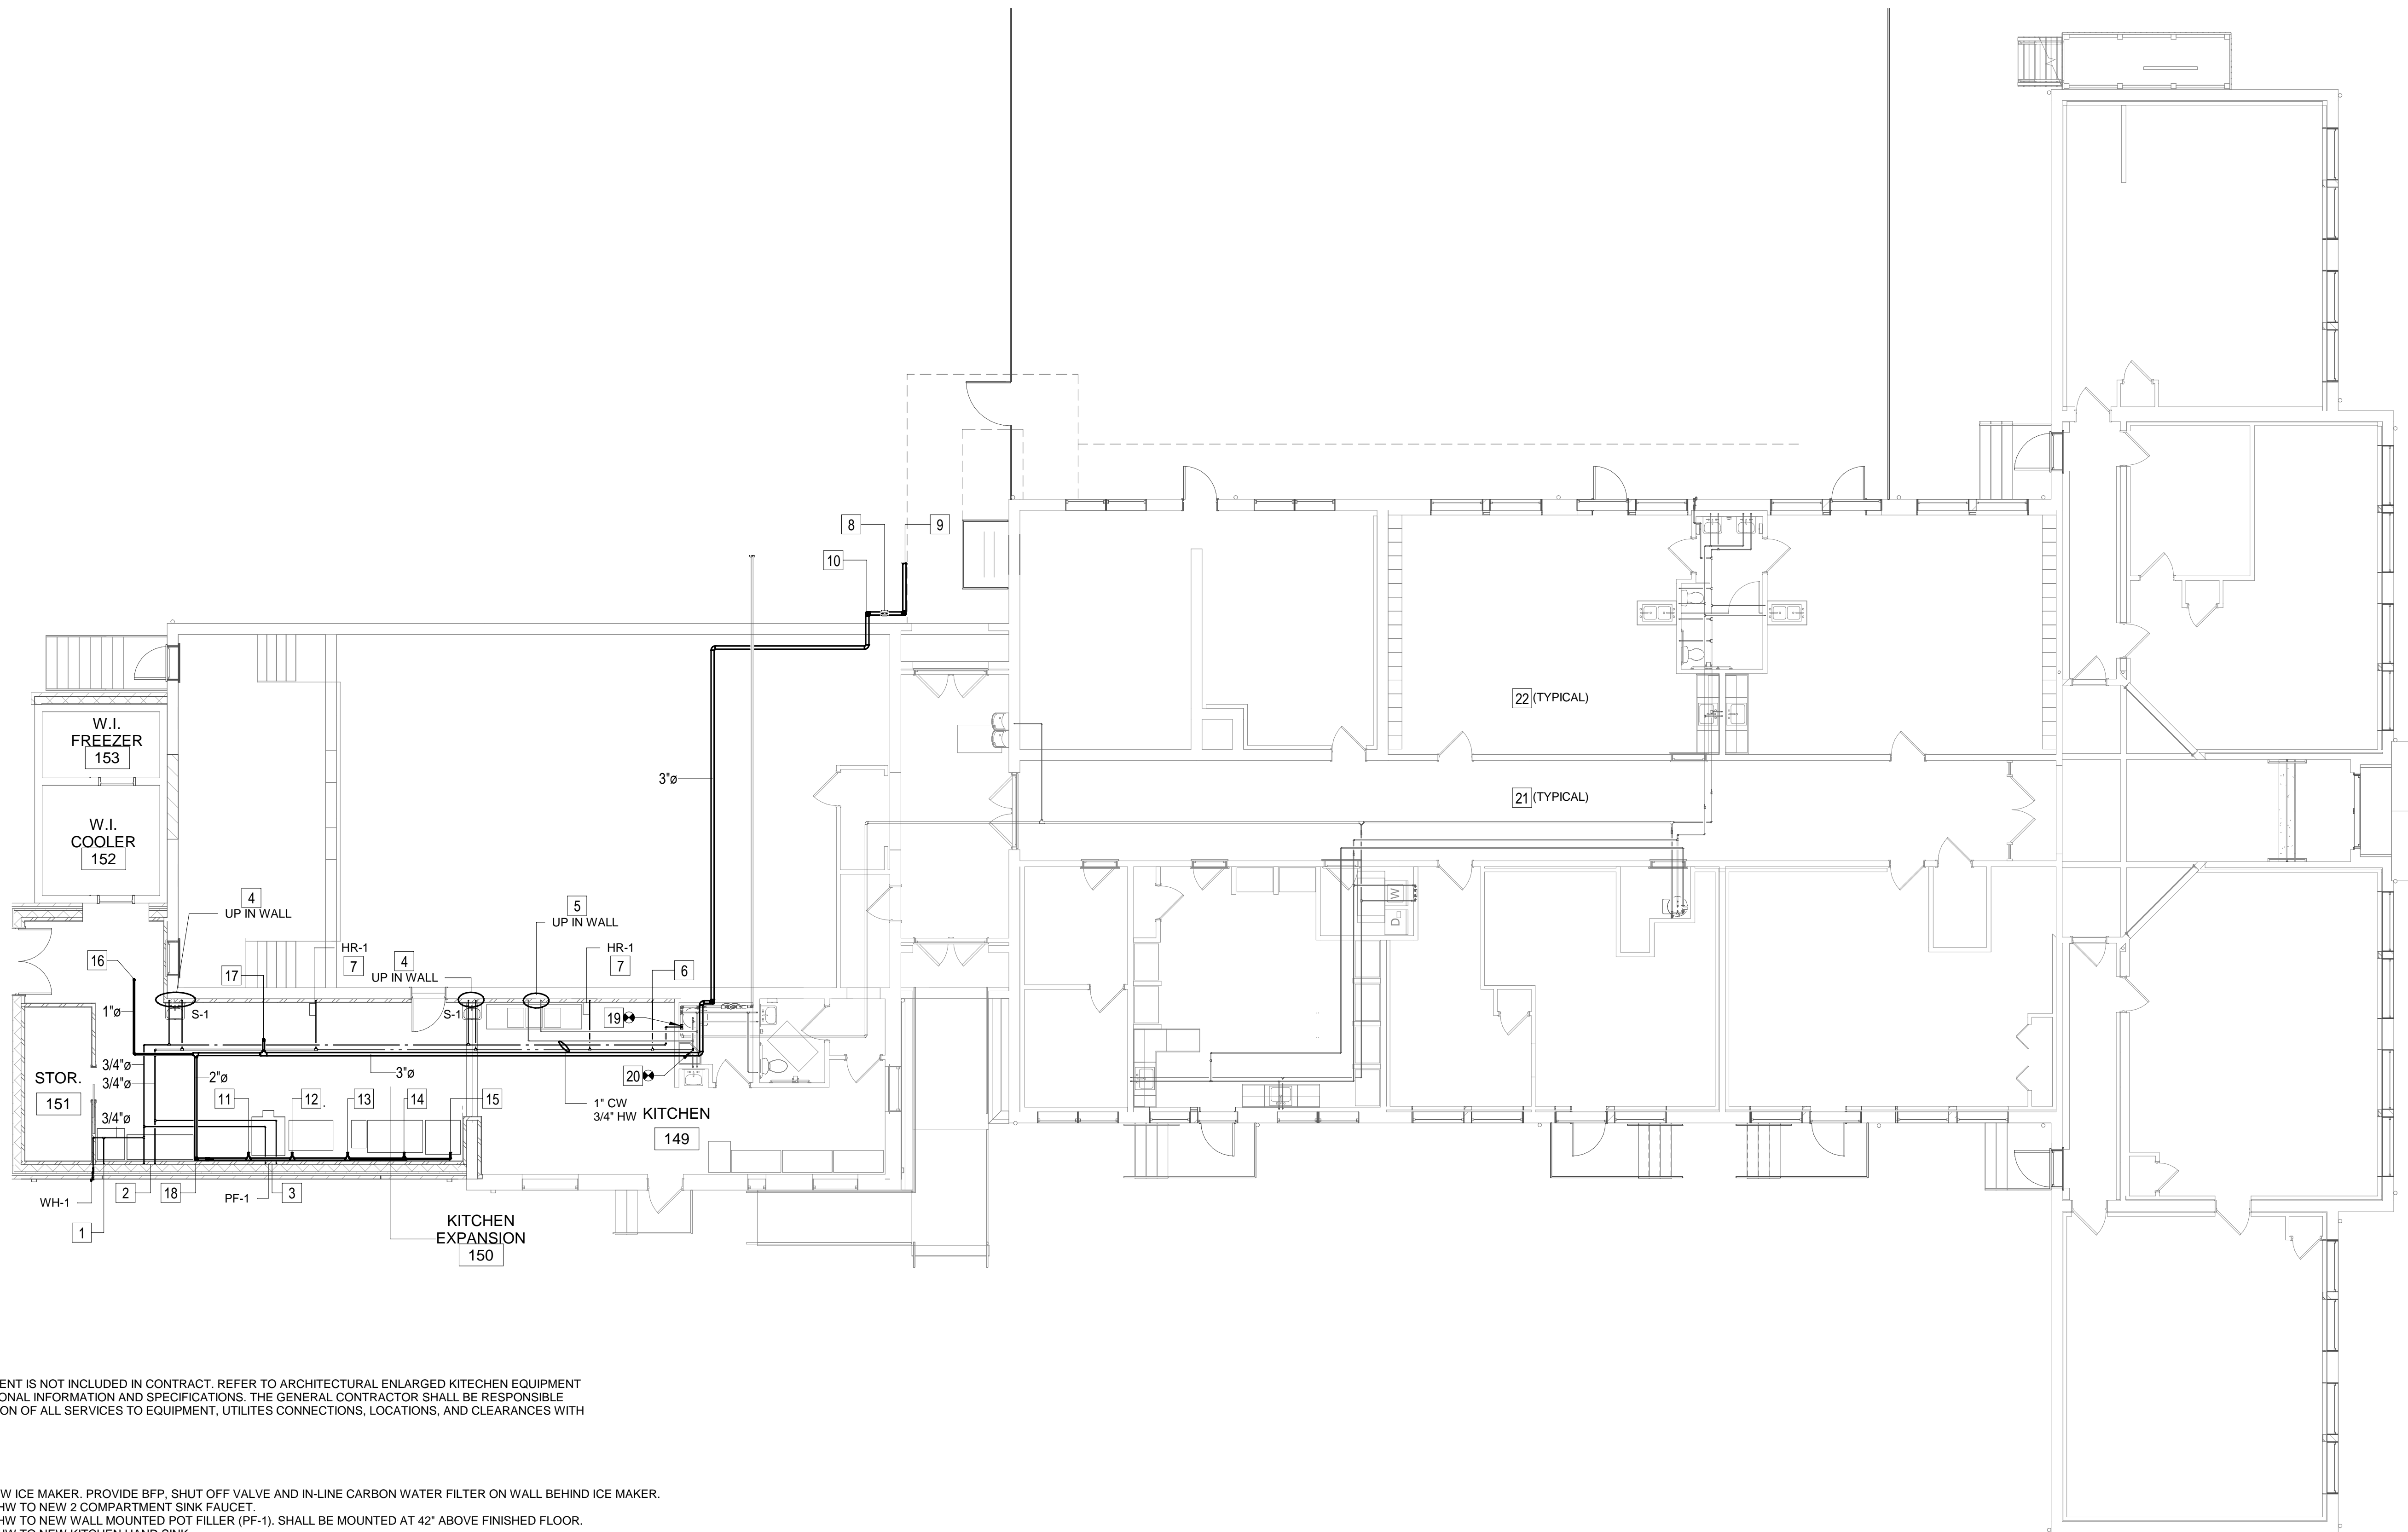 8
9
10
W.I.
FREEZER
153
3"ø
22 (TYPICAL)
21 (TYPICAL)
W.I.
COOLER
152
4
UP IN WALL
5
UP IN WALL
W
D
16
17
HR-1
7
4
UP IN WALL
HR-1
7
6
1"ø
S-1
S-1
19
3/4"ø
3/4"ø
2"ø
3"ø
20
STOR.
151
11
12
13
14
15
1" CW
3/4" HW
KITCHEN
149
3/4"ø
WH-1
2
18
PF-1
3
1
KITCHEN
EXPANSION
150
ENT IS NOT INCLUDED IN CONTRACT. REFER TO ARCHITECTURAL ENLARGED KITECHEN EQUIPMENT
ONAL INFORMATION AND SPECIFICATIONS. THE GENERAL CONTRACTOR SHALL BE RESPONSIBLE
ON OF ALL SERVICES TO EQUIPMENT, UTILITES CONNECTIONS, LOCATIONS, AND CLEARANCES WITH
W ICE MAKER. PROVIDE BFP, SHUT OFF VALVE AND IN-LINE CARBON WATER FILTER ON WALL BEHIND ICE MAKER.
HW TO NEW 2 COMPARTMENT SINK FAUCET.
HW TO NEW WALL MOUNTED POT FILLER (PF-1). SHALL BE MOUNTED AT 42" ABOVE FINISHED FLOOR.
HW TO NEW KITCHEN HAND SINK